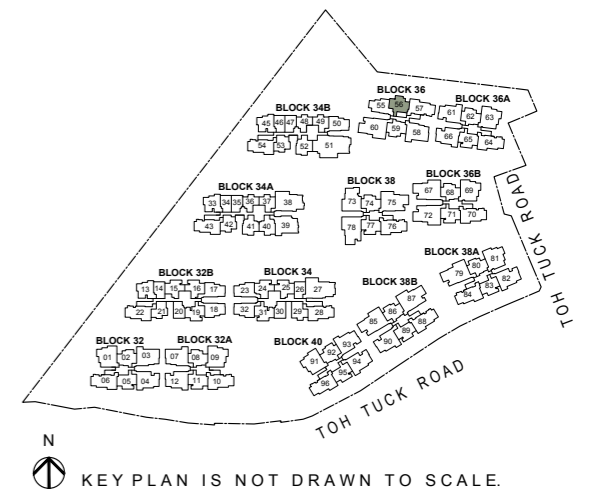 BLOCK 36
55 56 57
BLOCK 36A
60 59 58
61 62 63
66 65 64
BLOCK 34B
45 46 47 48 49 50
54 53 52 51
BLOCK 34A
33 34 35 36 37 38
43 42 41 40 39
BLOCK 38
73 74 75
78 77 76
BLOCK 36B
67 68 69
72 71 70
BLOCK 38A
79 80 81
84 83 82
TOH TUCK ROAD
BLOCK 32B
13 14 15 16 17
22 21 20 19 18
BLOCK 34
23 24 25 26 27
32 31 30 29 28
BLOCK 38B
85 86 87
90 89 88
BLOCK 32
01 02 03
06 05 04
BLOCK 32A
07 08 09
12 11 10
BLOCK 40
91 92 93
96 95 94
TOH TUCK ROAD
N
KEY PLAN IS NOT DRAWN TO SCALE.